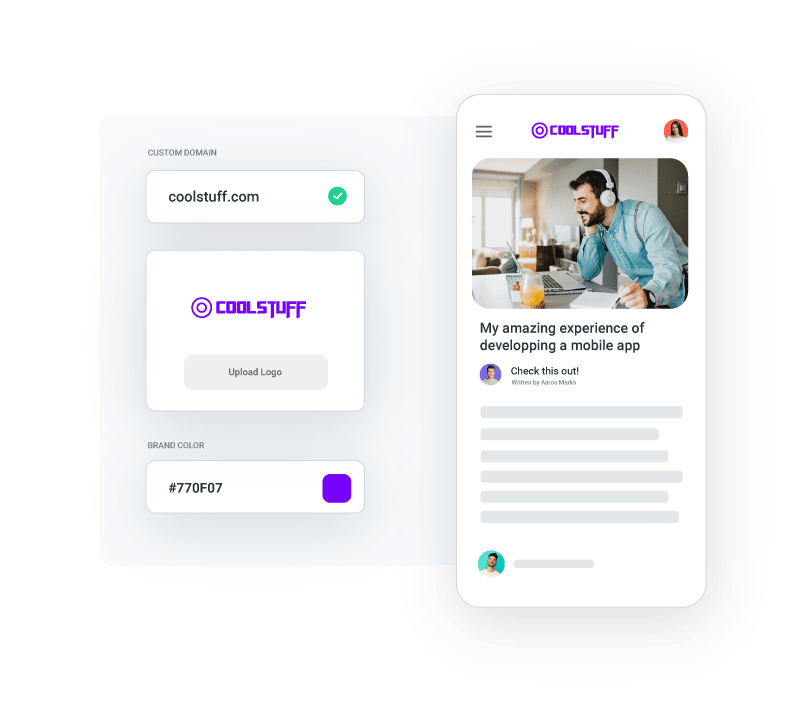 CUSTOM DOMAIN
coolstuff.com
COOLSTUFF
Upload Logo
BRAND COLOR
#770F07
COOLSTUFF
My amazing experience of
developping a mobile app
Check this out!
Written by Aaron Marks